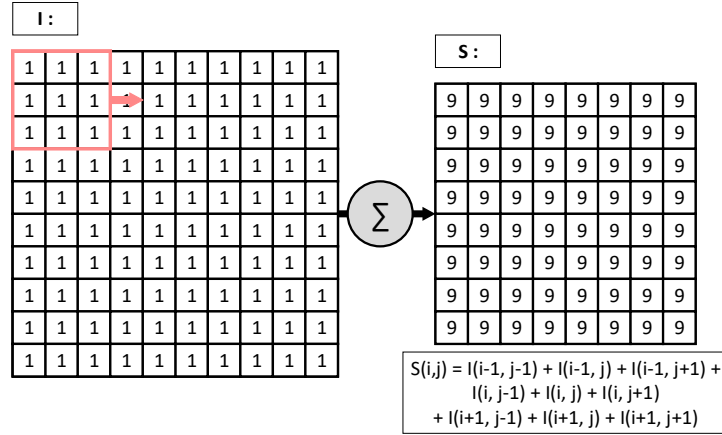 I :
1 1 1 1 1 1 1 1 1 1
1 1 1 1 1 1 1 1 1 1
1 1 1 1 1 1 1 1 1 1
1 1 1 1 1 1 1 1 1 1
1 1 1 1 1 1 1 1 1 1
1 1 1 1 1 1 1 1 1 1
1 1 1 1 1 1 1 1 1 1
1 1 1 1 1 1 1 1 1 1
1 1 1 1 1 1 1 1 1 1
1 1 1 1 1 1 1 1 1 1
∑
S :
9 9 9 9 9 9 9 9
9 9 9 9 9 9 9 9
9 9 9 9 9 9 9 9
9 9 9 9 9 9 9 9
9 9 9 9 9 9 9 9
9 9 9 9 9 9 9 9
9 9 9 9 9 9 9 9
9 9 9 9 9 9 9 9
S(i,j) = I(i-1, j-1) + I(i-1, j) + I(i-1, j+1) +
I(i, j-1) + I(i, j) + I(i, j+1)
+ I(i+1, j-1) + I(i+1, j) + I(i+1, j+1)